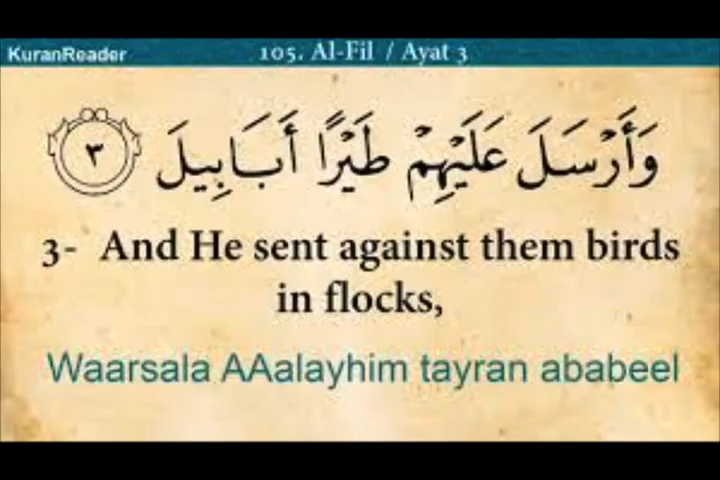 KuranReader
105. Al-Fil / Ayat 3
وَأَرْسَلَ عَلَيْهِمْ طَيْرًا أَبَابِيلَ ٣
3- And He sent against them birds
in flocks,
Waarsala AAalayhim tayran ababeel